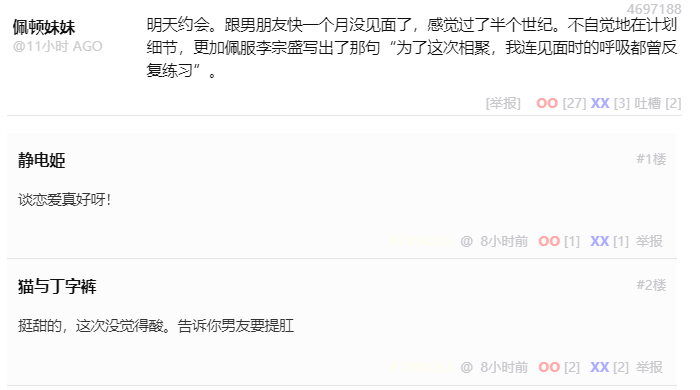 4697188
佩顿妹妹
@11小时 AGO
明天约会。跟男朋友快一个月没见面了，感觉过了半个世纪。不自觉地在计划
细节，更加佩服李宗盛写出了那句“为了这次相聚，我连见面时的呼吸都曾反
复练习”。
[举报] OO [27] XX [3] 吐槽 [2]
静电姫
#1楼
谈恋爱真好呀！
@ 8小时前 OO [1] XX [1] 举报
猫与丁字裤
#2楼
挺甜的，这次没觉得酸。告诉你男友要提肛
@ 8小时前 OO [2] XX [2] 举报